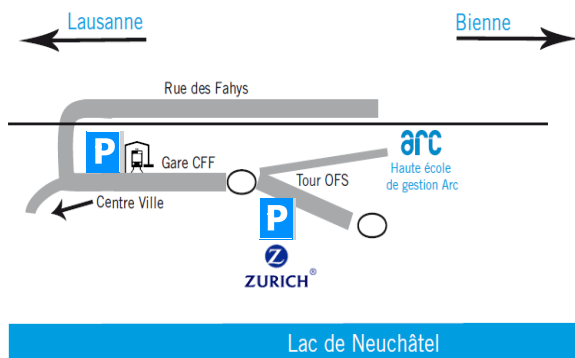 Lausanne
Bienne
Rue des Fahys
P
Gare CFF
arc
Haute école
de gestion Arc
Tour OFS
Centre Ville
P
Z
ZURICH®
Lac de Neuchâtel